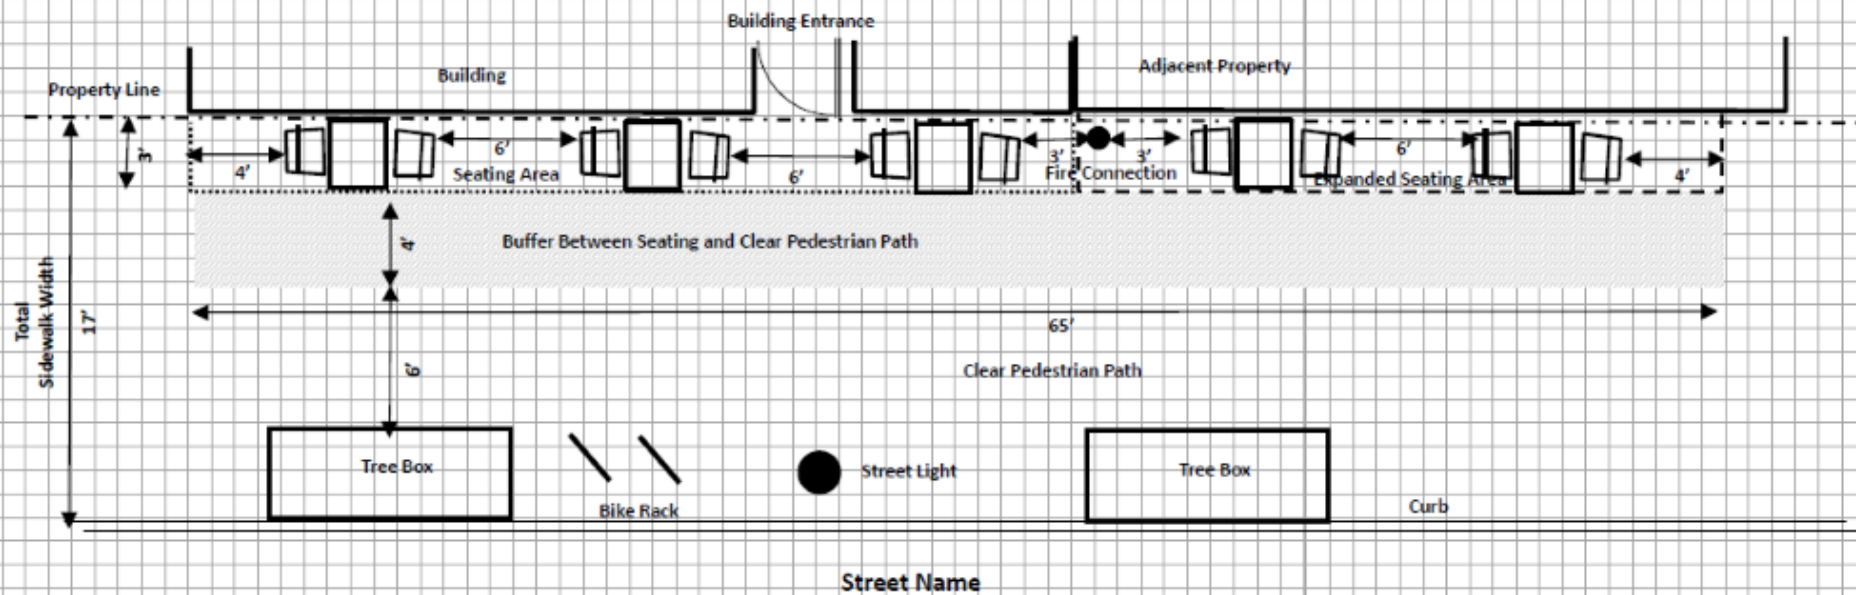 Building Entrance
Building
Adjacent Property
Property Line
3'
4'
6'
Seating Area
6'
3'
3'
Fire Connection
6'
Expanded Seating Area
4'
4'
Buffer Between Seating and Clear Pedestrian Path
Total
Sidewalk Width
17'
65'
6'
Clear Pedestrian Path
Tree Box
Bike Rack
Street Light
Tree Box
Curb
Street Name